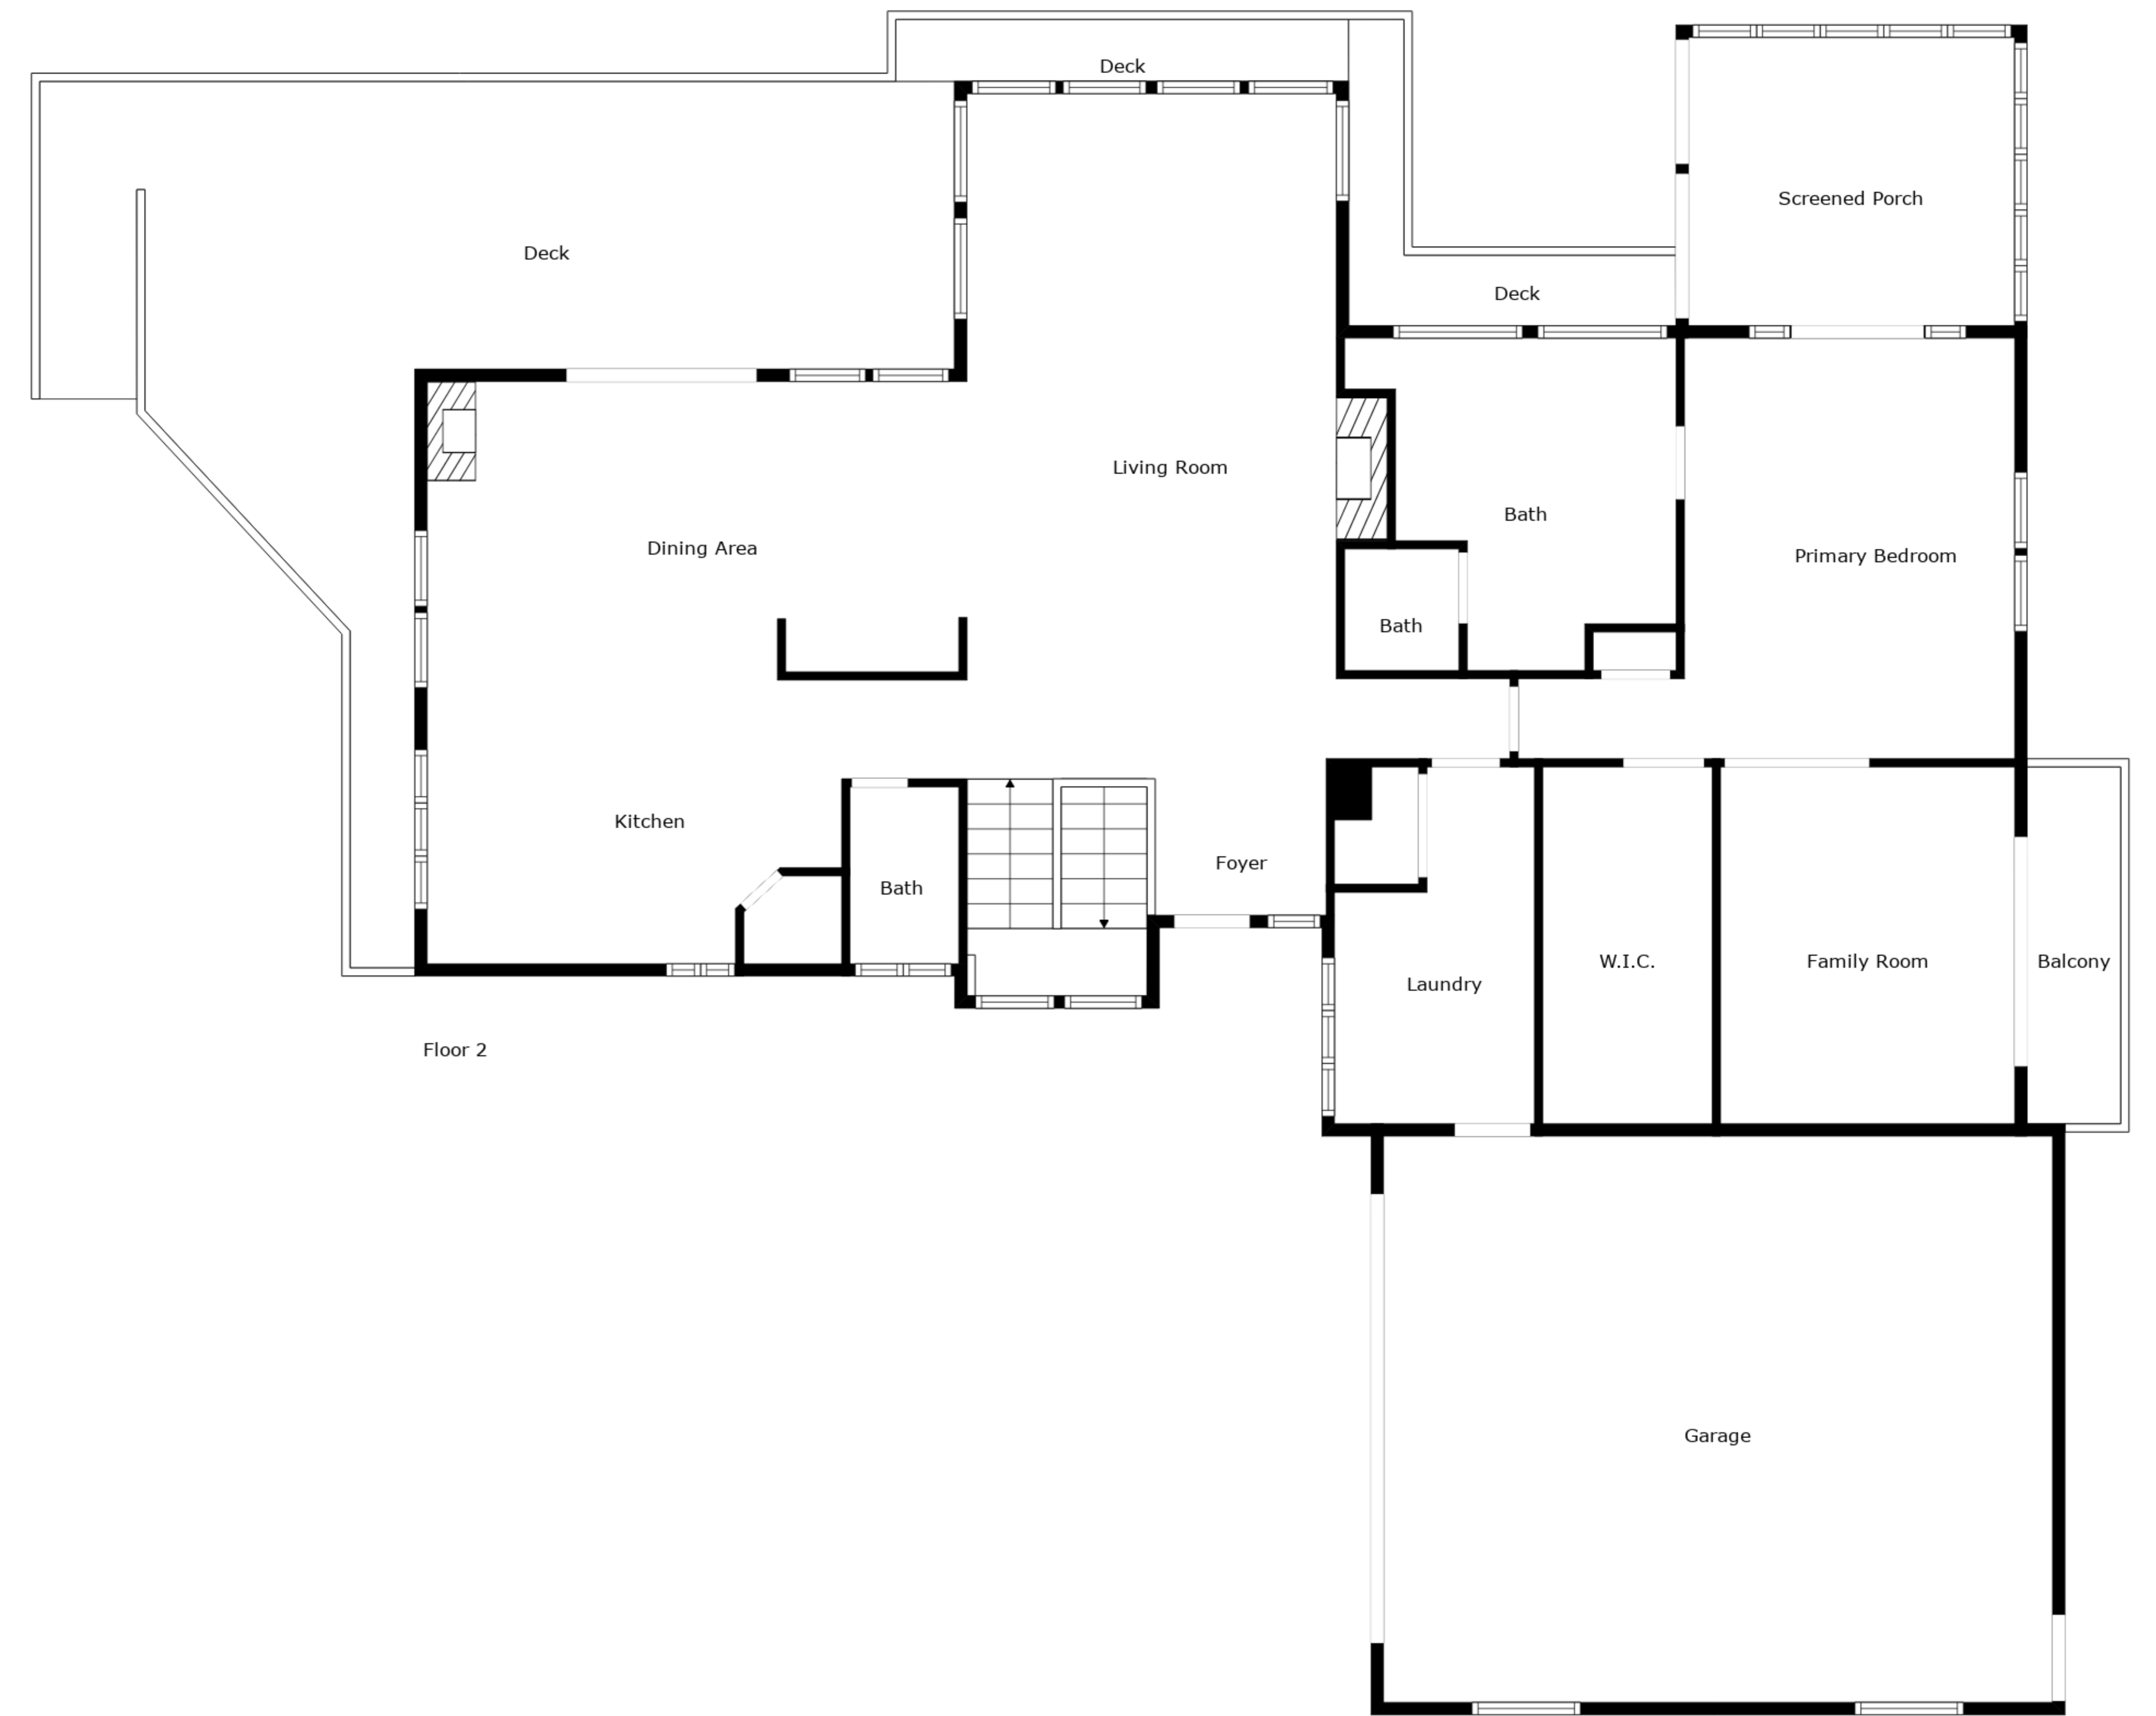 Deck
Screened Porch
Deck
Deck
Living Room
Bath
Dining Area
Primary Bedroom
Bath
Kitchen
Foyer
Bath
W.I.C.
Family Room
Balcony
Laundry
Floor 2
Garage